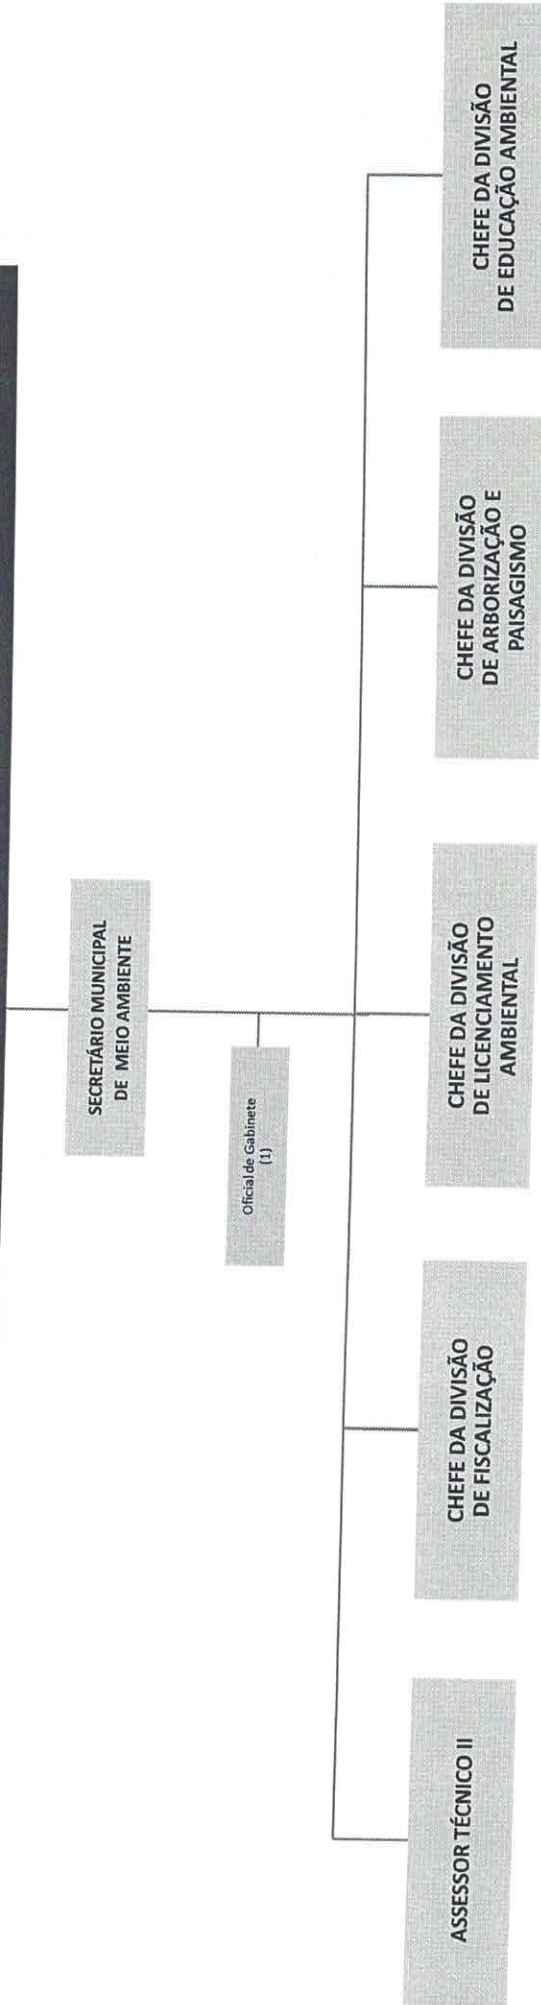 SECRETÁRIO MUNICIPAL
DE MEIO AMBIENTE
Oficial de Gabinete
(1)
ASSESSOR TÉCNICO II
CHEFE DA DIVISÃO
DE FISCALIZAÇÃO
CHEFE DA DIVISÃO
DE LICENCIAMENTO
AMBIENTAL
CHEFE DA DIVISÃO
DE ARBORIZAÇÃO E
PAISAGISMO
CHEFE DA DIVISÃO
DE EDUCAÇÃO AMBIENTAL